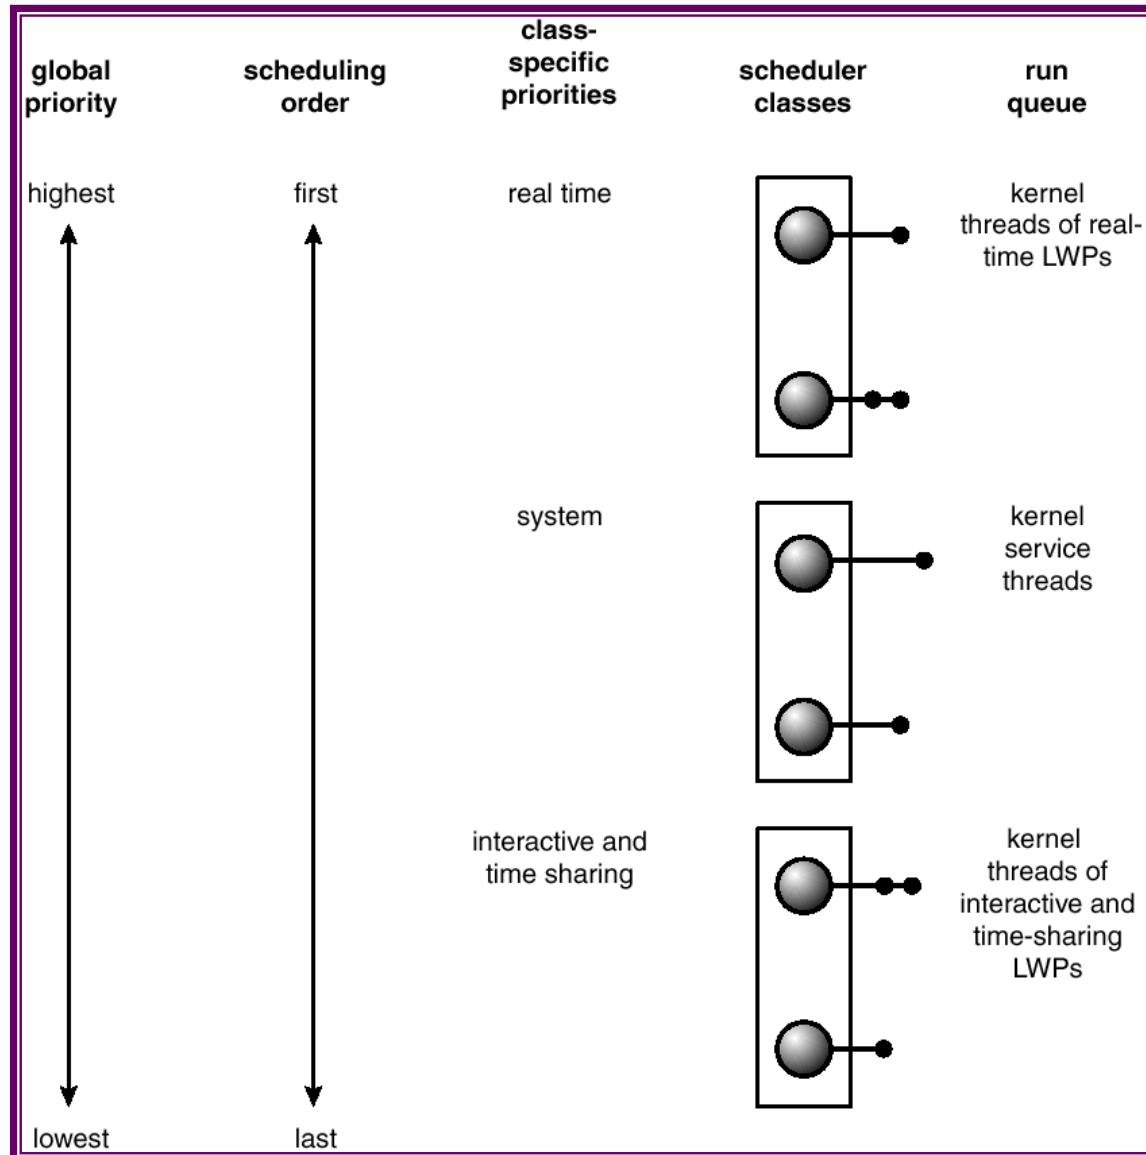 global
priority
scheduling
order
class-
specific
priorities
scheduler
classes
run
queue
highest
first
real time
kernel
threads of real-
time LWPs
system
kernel
service
threads
interactive and
time sharing
kernel
threads of
interactive and
time-sharing
LWPs
lowest
last